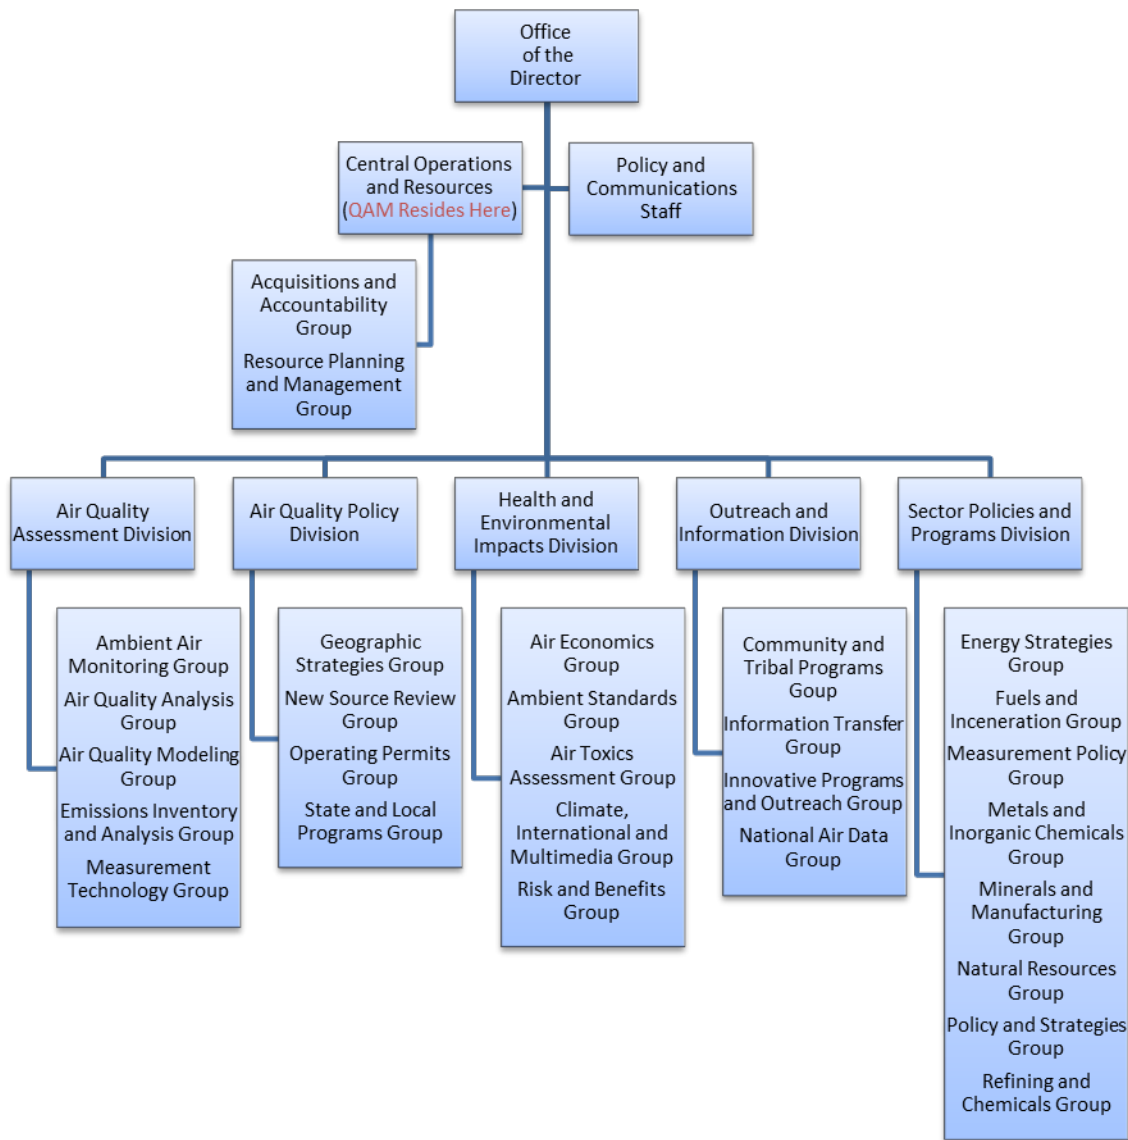 Office
of the
Director
Central Operations
and Resources
(QAM Resides Here)
Policy and
Communications
Staff
Acquisitions and
Accountability
Group
Resource Planning
and Management
Group
Air Quality
Assessment Division
Air Quality Policy
Division
Health and
Environmental
Impacts Division
Outreach and
Information Division
Sector Policies and
Programs Division
Ambient Air
Monitoring Group
Air Quality Analysis
Group
Air Quality Modeling
Group
Emissions Inventory
and Analysis Group
Measurement
Technology Group
Geographic
Strategies Group
New Source Review
Group
Operating Permits
Group
State and Local
Programs Group
Air Economics
Group
Ambient Standards
Group
Air Toxics
Assessment Group
Climate,
International and
Multimedia Group
Risk and Benefits
Group
Community and
Tribal Programs
Goup
Information Transfer
Group
Innovative Programs
and Outreach Group
National Air Data
Group
Energy Strategies
Group
Fuels and
Inceneration Group
Measurement Policy
Group
Metals and
Inorganic Chemicals
Group
Minerals and
Manufacturing
Group
Natural Resources
Group
Policy and Strategies
Group
Refining and
Chemicals Group